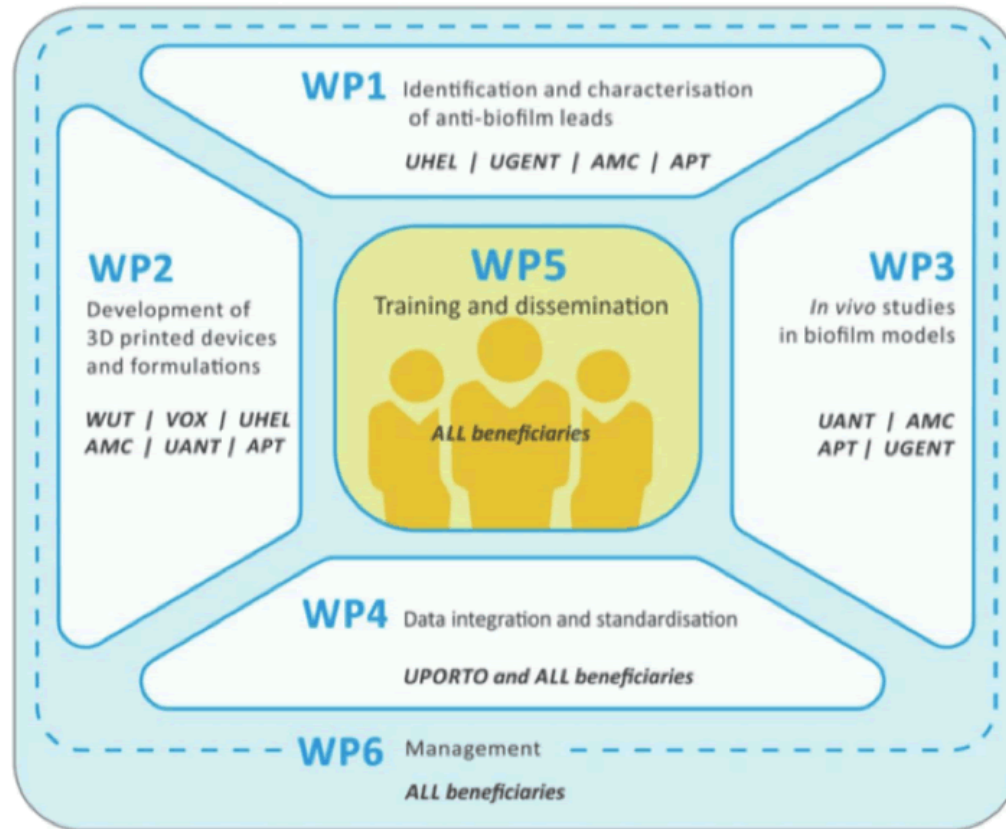 WP1 Identification and characterisation
of anti-biofilm leads
UHEL | UGENT | AMC | APT
WP2
Development of
3D printed devices
and formulations
WUT | VOX | UHEL
AMC | UANT | APT
WP5
Training and dissemination
ALL beneficiaries
WP3
In vivo studies
in biofilm models
UANT | AMC
APT | UGENT
WP4 Data integration and standardisation
UPORTO and ALL beneficiaries
WP6 Management
ALL beneficiaries